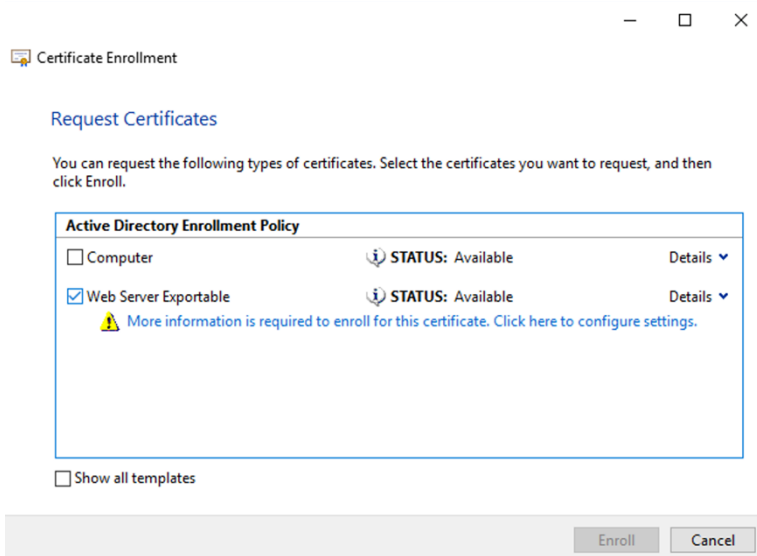 Certificate Enrollment
Request Certificates
You can request the following types of certificates. Select the certificates you want to request, and then
click Enroll.
Active Directory Enrollment Policy
Computer STATUS: Available Details
Web Server Exportable STATUS: Available Details
More information is required to enroll for this certificate. Click here to configure settings.
Show all templates
Enroll Cancel